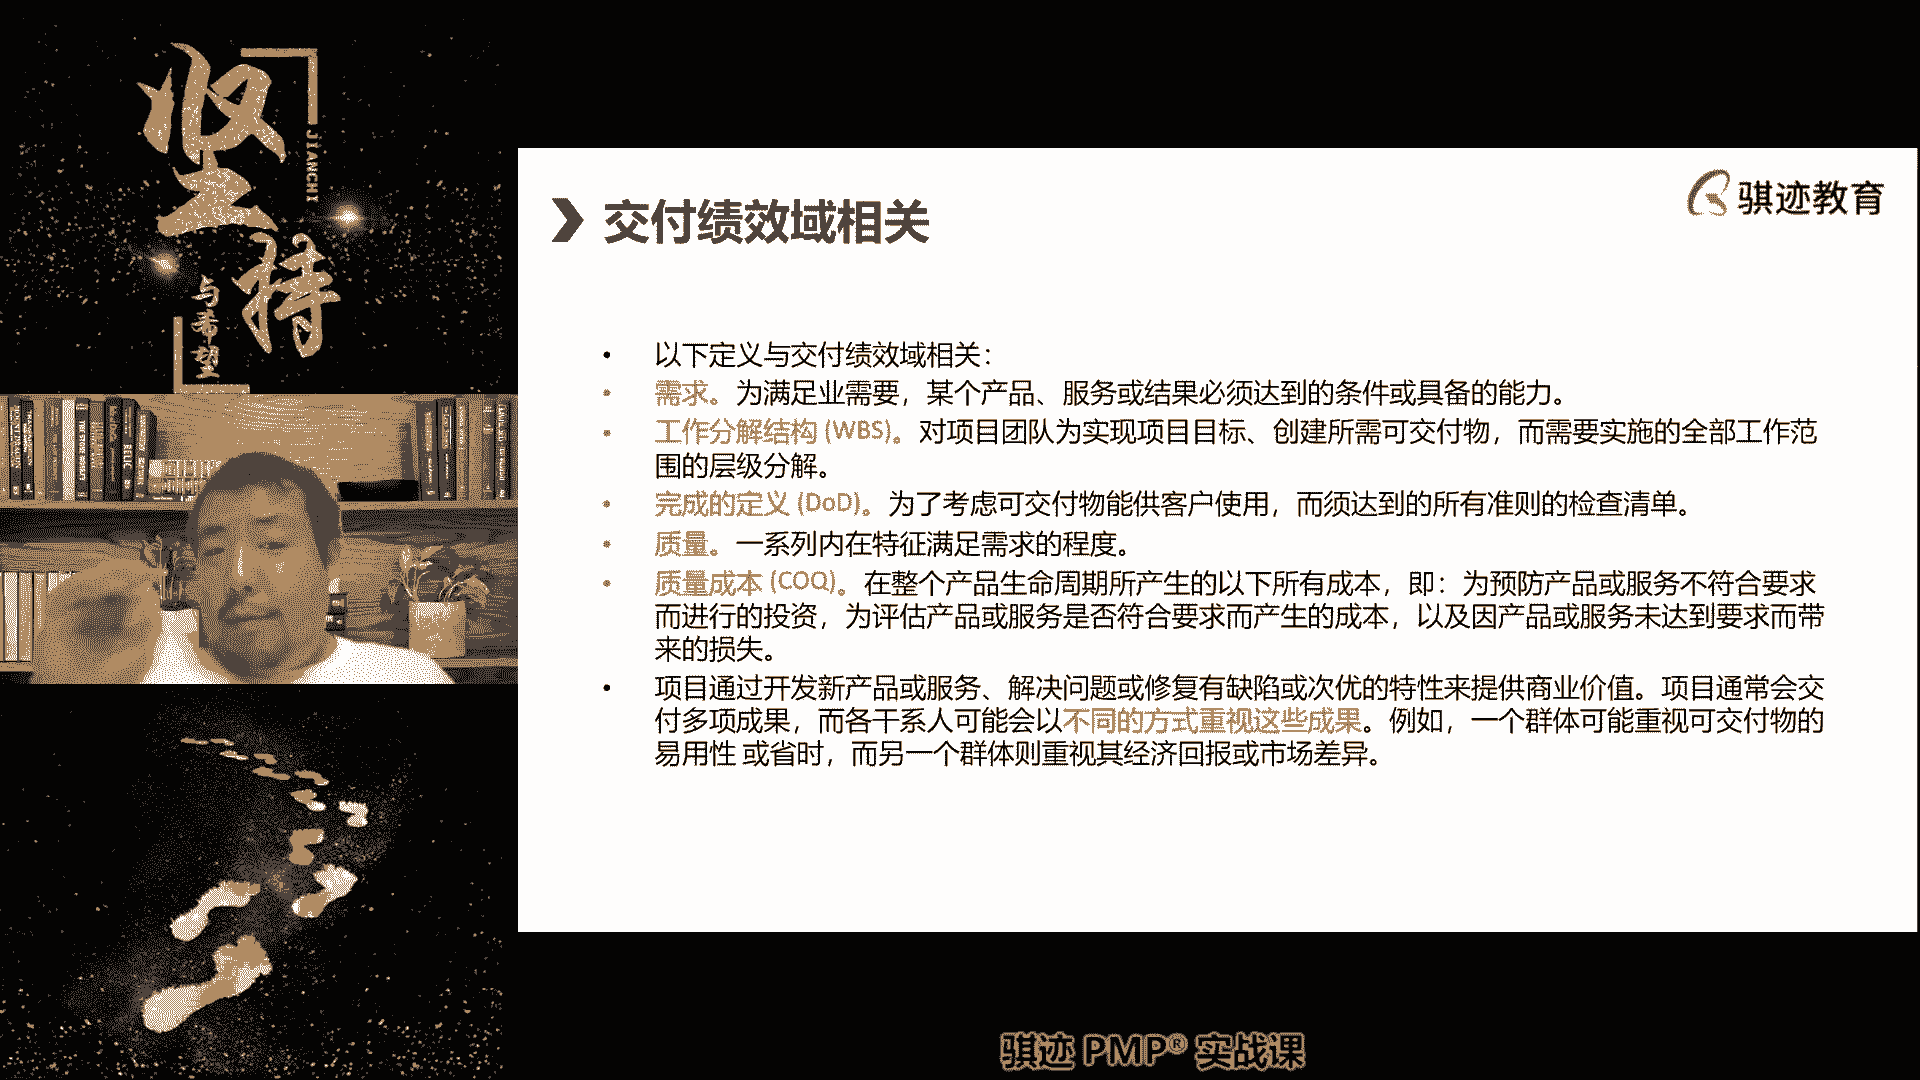 坚持
JIANCHI
与希望
骐迹教育
交付绩效域相关
• 以下定义与交付绩效域相关：
• 需求。为满足业需要，某个产品、服务或结果必须达到的条件或具备的能力。
• 工作分解结构 (WBS)。对项目团队为实现项目目标、创建所需可交付物，而需要实施的全部工作范
围的层级分解。
• 完成的定义 (DoD)。为了考虑可交付物能供客户使用，而须达到的所有准则的检查清单。
• 质量。一系列内在特征满足需求的程度。
• 质量成本 (COQ)。在整个产品生命周期所产生的以下所有成本，即：为预防产品或服务不符合要求
而进行的投资，为评估产品或服务是否符合要求而产生的成本，以及因产品或服务未达到要求而带
来的损失。
• 项目通过开发新产品或服务、解决问题或修复有缺陷或次优的特性来提供商业价值。项目通常会交
付多项成果，而各干系人可能会以不同的方式重视这些成果。例如，一个群体可能重视可交付物的
易用性 或省时，而另一个群体则重视其经济回报或市场差异。
骐迹 PMP® 实战课